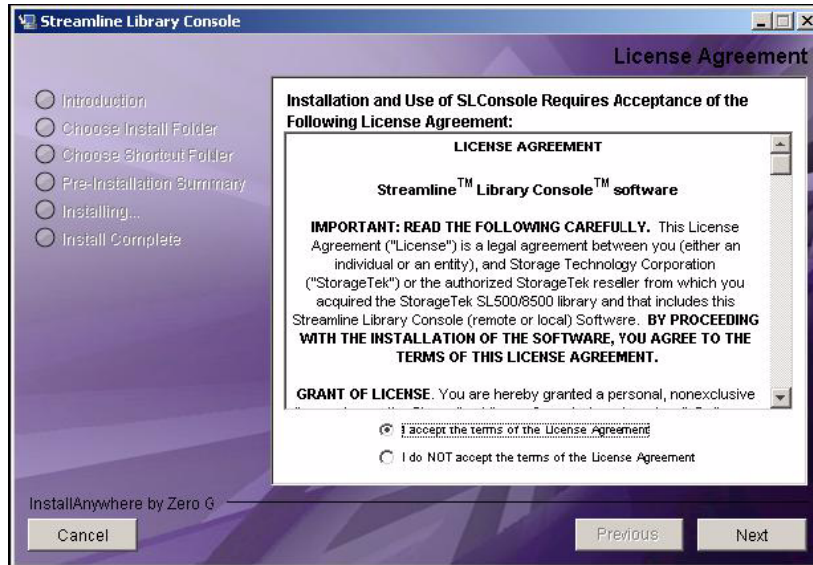 Streamline Library Console
License Agreement
Introduction
Choose Install Folder
Choose Shortcut Folder
Pre-Installation Summary
Installing...
Install Complete
Installation and Use of SLConsole Requires Acceptance of the
Following License Agreement:
LICENSE AGREEMENT
Streamline™ Library Console™ software
IMPORTANT: READ THE FOLLOWING CAREFULLY. This License
Agreement ("License") is a legal agreement between you (either an
individual or an entity), and Storage Technology Corporation
("StorageTek") or the authorized StorageTek reseller from which you
acquired the StorageTek SL500/8500 library and that includes this
Streamline Library Console (remote or local) Software. BY PROCEEDING
WITH THE INSTALLATION OF THE SOFTWARE, YOU AGREE TO THE
TERMS OF THIS LICENSE AGREEMENT.
GRANT OF LICENSE. You are hereby granted a personal, nonexclusive
I accept the terms of the License Agreement
I do NOT accept the terms of the License Agreement
InstallAnywhere by Zero G
Cancel
Previous
Next